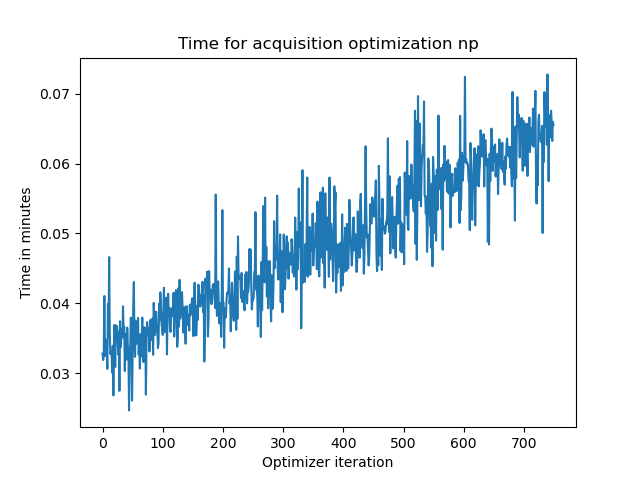 Time for acquisition optimization np
Time in minutes
0.07
0.06
0.05
0.04
0.03
0 100 200 300 400 500 600 700
Optimizer iteration